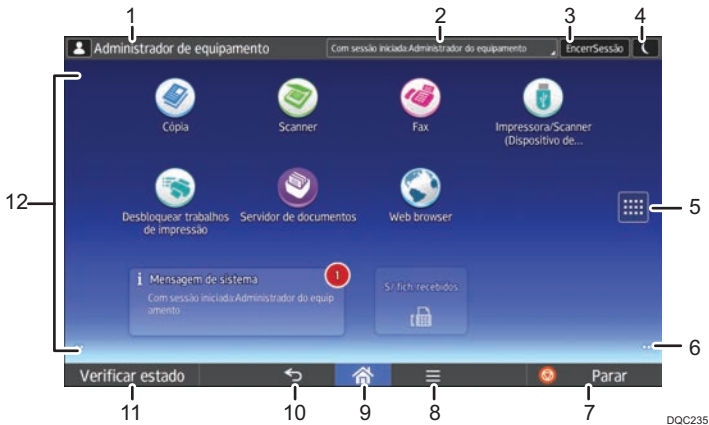 1 2 3 4
Administrador de equipamento
Com sessão iniciada:Administrador do equipamento
EncerrSessão
Cópia
Scanner
Fax
Impressora/Scanner
(Dispositivo de...
12
5
Desbloquear trabalhos
de impressão
Servidor de documentos
Web browser
i Mensagem de sistema
1
Com sessão iniciada:Administrador do equip
amento
S/ fich recebidos
6
Verificar estado
Parar
11 10 9 8 7
DQC235